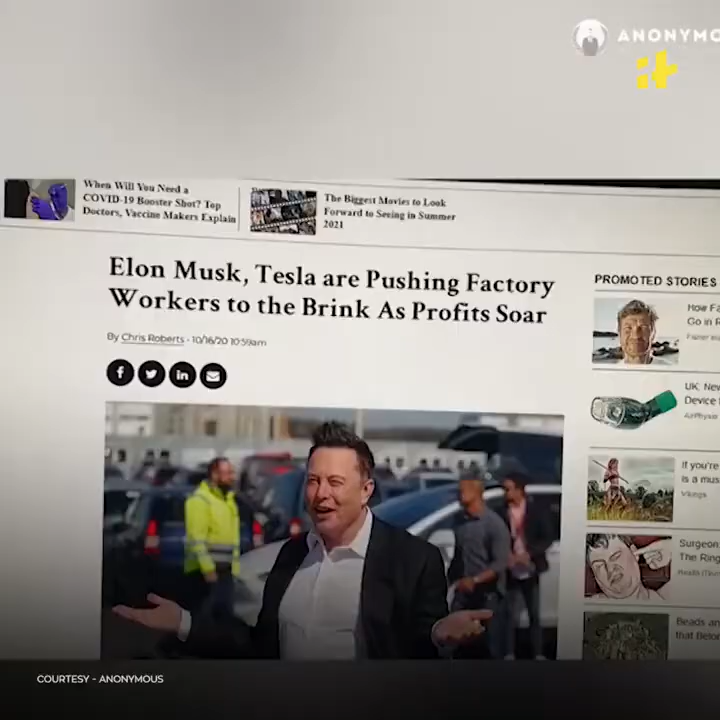 ANONYMO
When Will You Need a
COVID-19 Booster Shot? Top
Doctors, Vaccine Makers Explain
The Biggest Movies to Look
Forward to Seeing in Summer
2021
Elon Musk, Tesla are Pushing Factory
Workers to the Brink As Profits Soar
By Chris Roberts · 10/16/20 10:59am
PROMOTED STORIES
How Fa
Go in R
UK: New
Device
If you're
is a mus
Vikings
Surgeon:
The Ring
Beads an
that Belon
COURTESY - ANONYMOUS